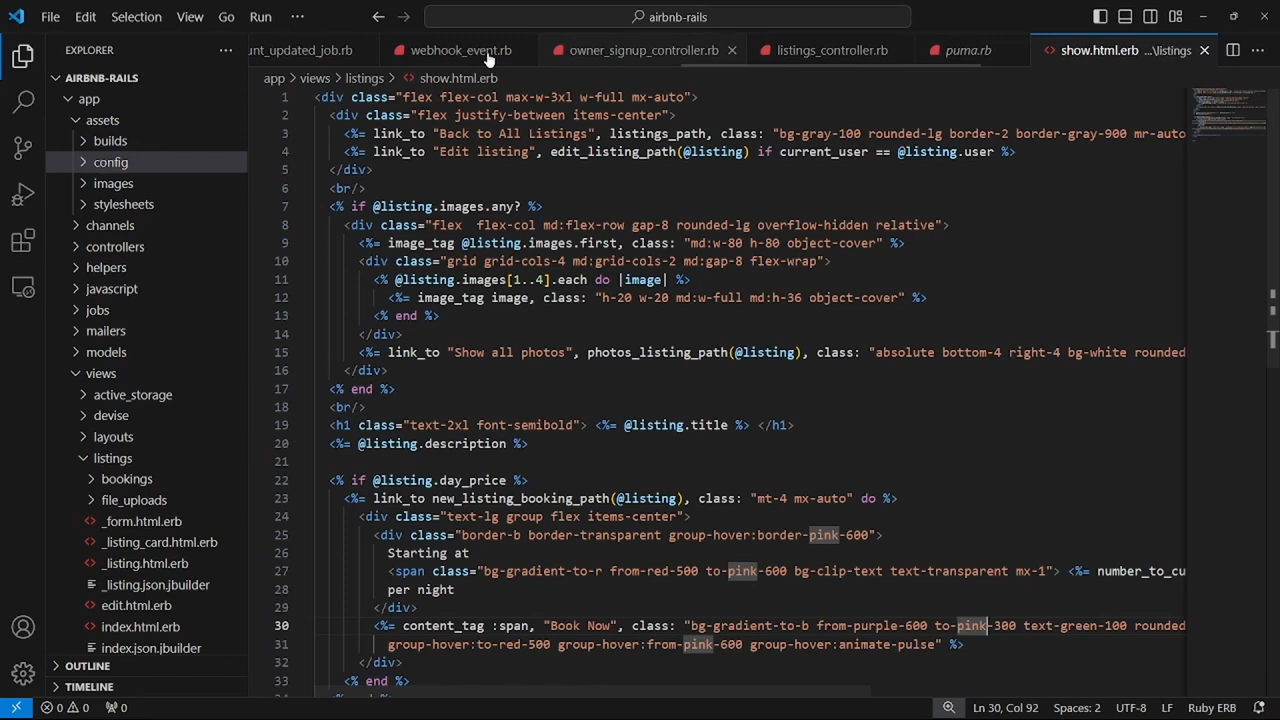 File Edit Selection View Go Run ··· airbnb-rails
EXPLORER ··· nt_updated_job.rb webhook_event.rb owner_signup_controller.rb listings_controller.rb puma.rb show.html.erb ...\listings
AIRBNB-RAILS
app > views > listings > show.html.erb
app
assets
builds
config
images
stylesheets
channels
controllers
helpers
javascript
jobs
mailers
models
views
active_storage
devise
layouts
listings
bookings
file_uploads
_form.html.erb
_listing_card.html.erb
_listing.html.erb
_listing.json.jbuilder
edit.html.erb
index.html.erb
index.json.jbuilder
OUTLINE
TIMELINE
1 <div class="flex flex-col max-w-3xl w-full mx-auto">
2 <div class="flex justify-between items-center">
3 <%= link_to "Back to All Listings", listings_path, class: "bg-gray-100 rounded-lg border-2 border-gray-900 mr-auto
4 <%= link_to "Edit listing", edit_listing_path(@listing) if current_user == @listing.user %>
5 </div>
6 <br/>
7 <% if @listing.images.any? %>
8 <div class="flex  flex-col md:flex-row gap-8 rounded-lg overflow-hidden relative">
9 <%= image_tag @listing.images.first, class: "md:w-80 h-80 object-cover" %>
10 <div class="grid grid-cols-4 md:grid-cols-2 md:gap-8 flex-wrap">
11 <% @listing.images[1..4].each do |image| %>
12 <%= image_tag image, class: "h-20 w-20 md:w-full md:h-36 object-cover" %>
13 <% end %>
14 </div>
15 <%= link_to "Show all photos", photos_listing_path(@listing), class: "absolute bottom-4 right-4 bg-white rounded
16 </div>
17 <% end %>
18 <br/>
19 <h1 class="text-2xl font-semibold"> <%= @listing.title %> </h1>
20 <%= @listing.description %>
21
22 <% if @listing.day_price %>
23 <%= link_to new_listing_booking_path(@listing), class: "mt-4 mx-auto" do %>
24 <div class="text-lg group flex items-center">
25 <div class="border-b border-transparent group-hover:border-pink-600">
26 Starting at
27 <span class="bg-gradient-to-r from-red-500 to-pink-600 bg-clip-text text-transparent mx-1"> <%= number_to_cu
28 per night
29 </div>
30 <%= content_tag :span, "Book Now", class: "bg-gradient-to-b from-purple-600 to-pink-300 text-green-100 rounded
31 group-hover:to-red-500 group-hover:from-pink-600 group-hover:animate-pulse" %>
32 </div>
33 <% end %>
0 0 0 Ln 30, Col 92 Spaces: 2 UTF-8 LF Ruby ERB